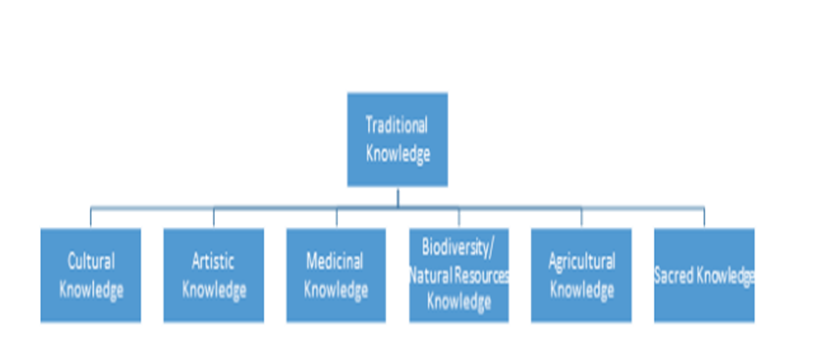 Traditional
Knowledge
Cultural
Knowledge
Artistic
Knowledge
Medicinal
Knowledge
Biodiversity/
Natural Resources
Knowledge
Agricultural
Knowledge
Sacred Knowledge